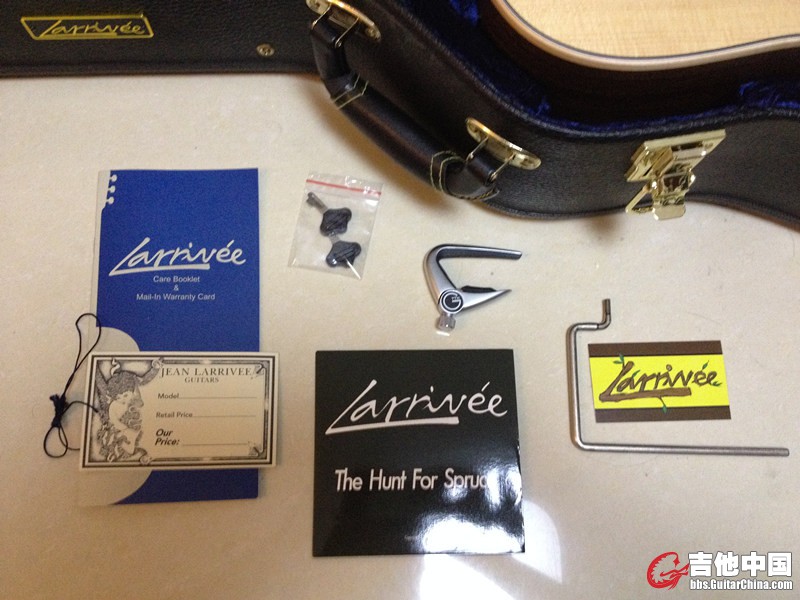 Larrivée
Larrivée
Care Booklet
&
Mail-In Warranty Card
JEAN LARRIVEE
GUITARS
Model
Retail Price
Our
Price:
G
Larrivée
The Hunt For Spruc
Larrivée
吉他中国
bbs.GuitarChina.com